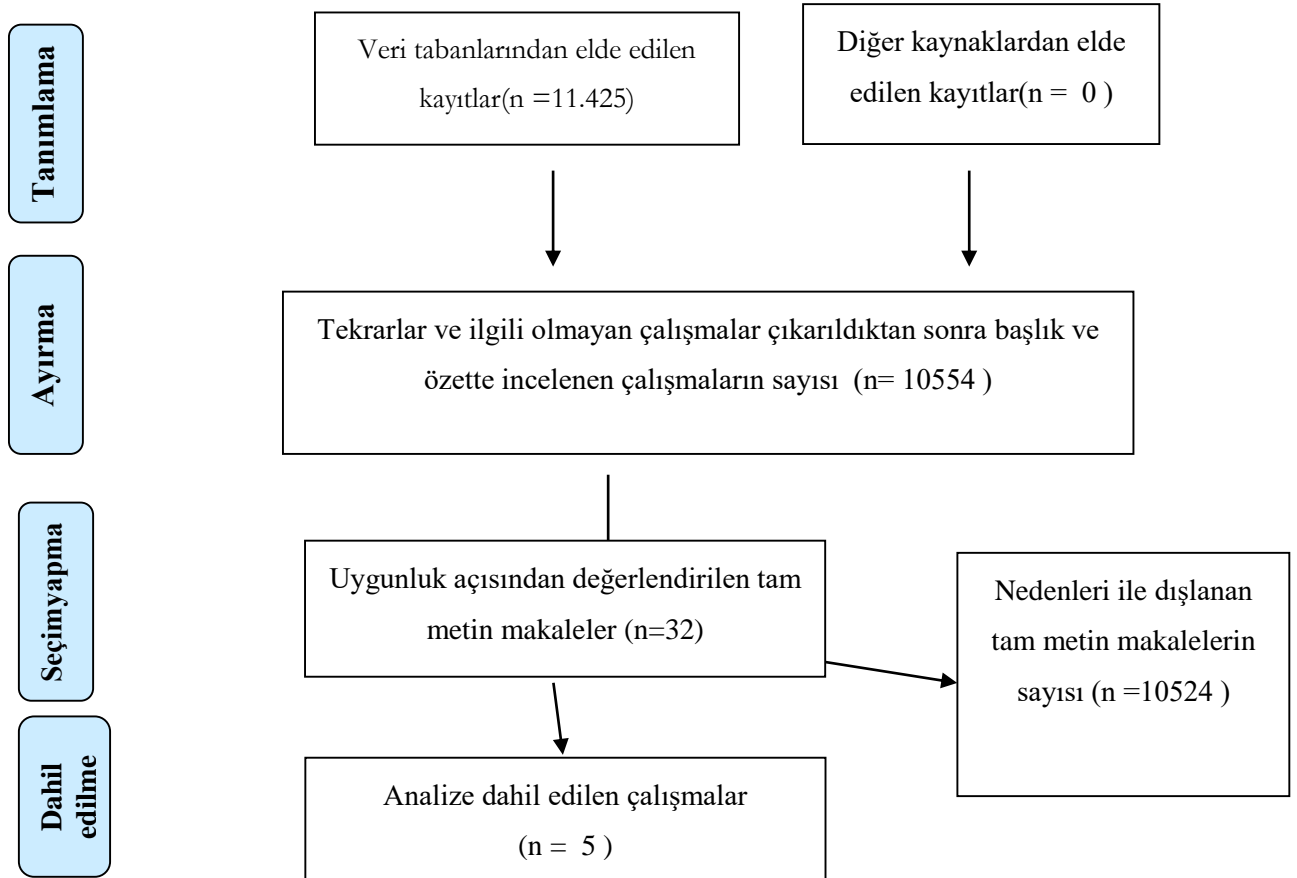 Tanımlama
Veri tabanlarından elde edilen
kayıtlar(n =11.425)
Diğer kaynaklardan elde
edilen kayıtlar(n =  0 )
Ayırma
Tekrarlar ve ilgili olmayan çalışmalar çıkarıldıktan sonra başlık ve
özette incelenen çalışmaların sayısı  (n= 10554 )
Seçimyapma
Uygunluk açısından değerlendirilen tam
metin makaleler (n=32)
Nedenleri ile dışlanan
tam metin makalelerin
sayısı (n =10524 )
Dahil
edilme
Analize dahil edilen çalışmalar
(n =  5 )